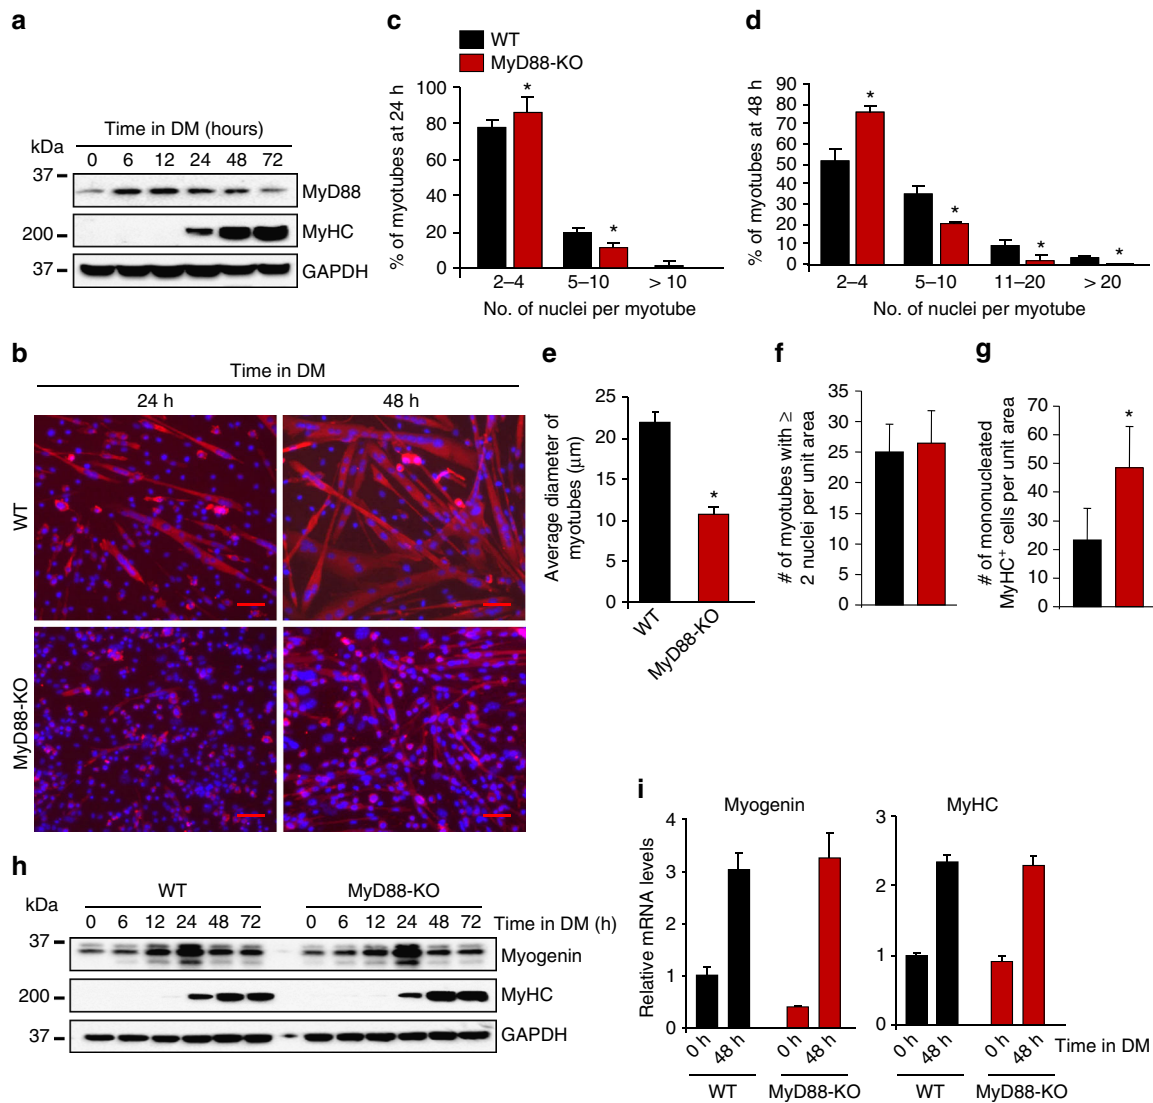 a
Time in DM (hours)
kDa
0 6 12 24 48 72
37
MyD88
200
MyHC
37
GAPDH
c
WT
MyD88-KO
% of myotubes at 24 h
100
80
60
40
20
0
*
*
2–4 5–10 > 10
No. of nuclei per myotube
d
% of myotubes at 48 h
90
80
70
60
50
40
30
20
10
0
*
*
*
*
2–4 5–10 11–20 > 20
No. of nuclei per myotube
b
Time in DM
24 h 48 h
WT
MyD88-KO
e
Average diameter of
myotubes (μm)
25
20
15
10
5
0
*
WT
MyD88-KO
f
# of myotubes with ≥
2 nuclei per unit area
35
30
25
20
15
10
5
0
g
# of mononucleated
MyHC+ cells per unit area
70
60
50
40
30
20
10
0
*
h
WT MyD88-KO
kDa
0 6 12 24 48 72 0 6 12 24 48 72 Time in DM (h)
37
Myogenin
200
MyHC
37
GAPDH
i
Myogenin
Relative mRNA levels
4
3
2
1
0
0 h 48 h 0 h 48 h
WT MyD88-KO
MyHC
3
2
1
0
0 h 48 h 0 h 48 h Time in DM
WT MyD88-KO